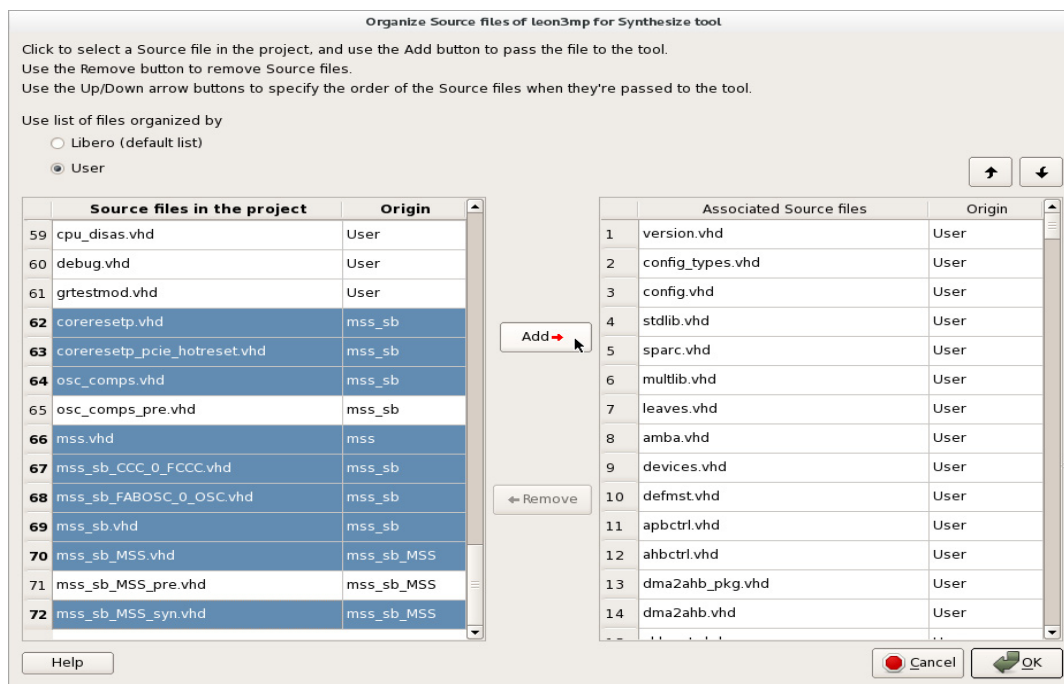 Organize Source files of leon3mp for Synthesize tool
Click to select a Source file in the project, and use the Add button to pass the file to the tool.
Use the Remove button to remove Source files.
Use the Up/Down arrow buttons to specify the order of the Source files when they're passed to the tool.
Use list of files organized by
Libero (default list)
User
Source files in the project Origin
59 cpu_disas.vhd User
60 debug.vhd User
61 grtestmod.vhd User
62 coreresetp.vhd mss_sb
63 coreresetp_pcie_hotreset.vhd mss_sb
64 osc_comps.vhd mss_sb
65 osc_comps_pre.vhd mss_sb
66 mss.vhd mss
67 mss_sb_CCC_0_FCCC.vhd mss_sb
68 mss_sb_FABOSC_0_OSC.vhd mss_sb
69 mss_sb.vhd mss_sb
70 mss_sb_MSS.vhd mss_sb_MSS
71 mss_sb_MSS_pre.vhd mss_sb_MSS
72 mss_sb_MSS_syn.vhd mss_sb_MSS
Add
Remove
Associated Source files Origin
1 version.vhd User
2 config_types.vhd User
3 config.vhd User
4 stdlib.vhd User
5 sparc.vhd User
6 multlib.vhd User
7 leaves.vhd User
8 amba.vhd User
9 devices.vhd User
10 defmst.vhd User
11 apbctrl.vhd User
12 ahbctrl.vhd User
13 dma2ahb_pkg.vhd User
14 dma2ahb.vhd User
Help
Cancel
OK